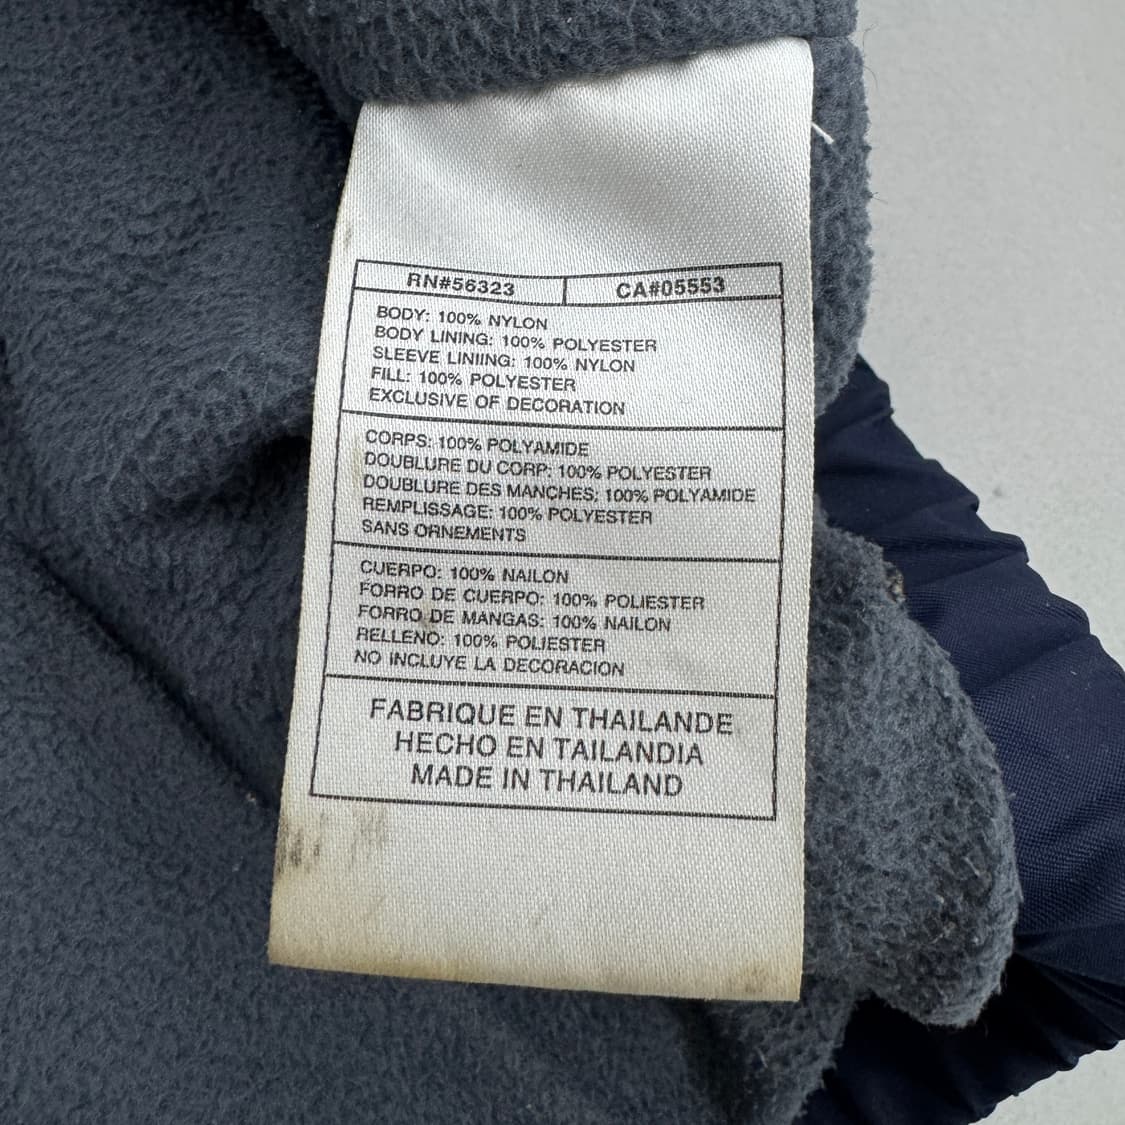 RN#56323 CA#05553
BODY: 100% NYLON
BODY LINING: 100% POLYESTER
SLEEVE LINIING: 100% NYLON
FILL: 100% POLYESTER
EXCLUSIVE OF DECORATION
CORPS: 100% POLYAMIDE
DOUBLURE DU CORP: 100% POLYESTER
DOUBLURE DES MANCHES: 100% POLYAMIDE
REMPLISSAGE: 100% POLYESTER
SANS ORNEMENTS
CUERPO: 100% NAILON
FORRO DE CUERPO: 100% POLIESTER
FORRO DE MANGAS: 100% NAILON
RELLENO: 100% POLIESTER
NO INCLUYE LA DECORACION
FABRIQUE EN THAILANDE
HECHO EN TAILANDIA
MADE IN THAILAND